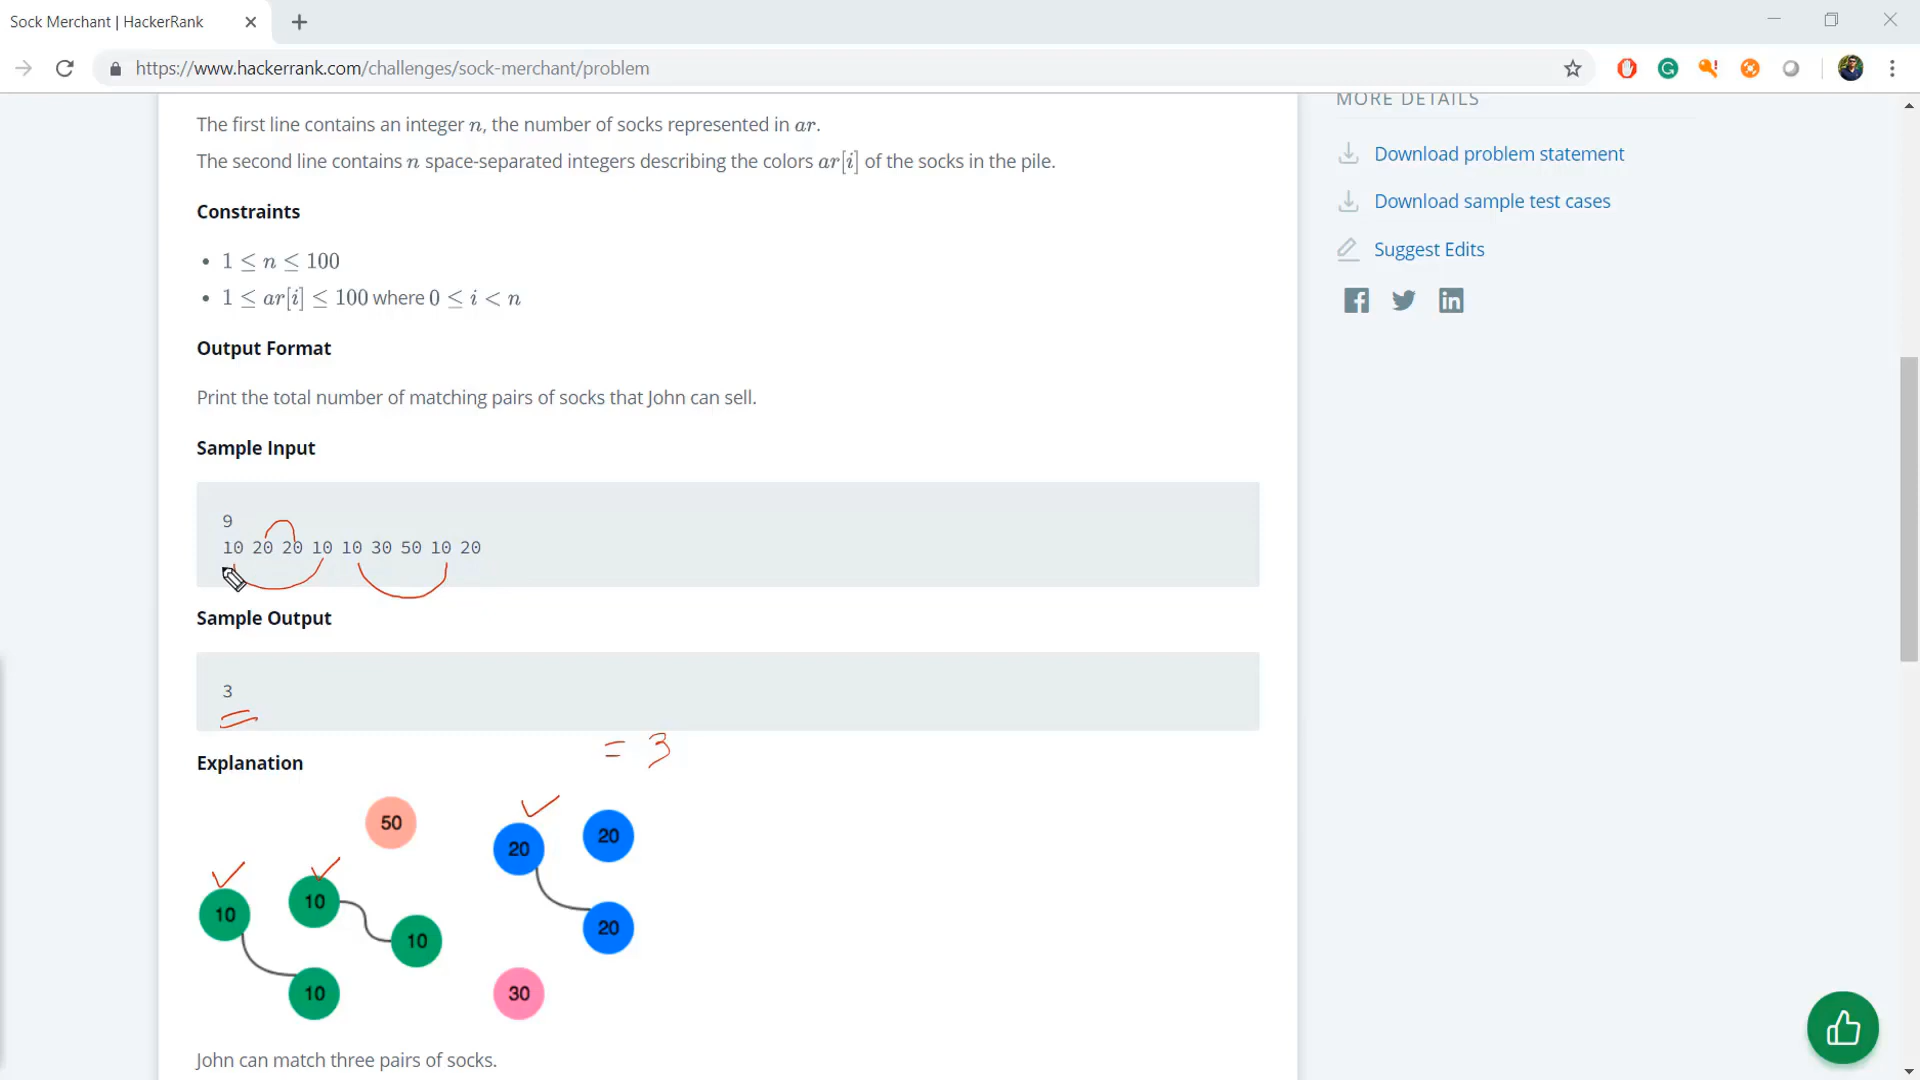 Sock Merchant | HackerRank
https://www.hackerrank.com/challenges/sock-merchant/problem
The first line contains an integer n, the number of socks represented in ar.
The second line contains n space-separated integers describing the colors ar[i] of the socks in the pile.
Constraints
• 1 ≤ n ≤ 100
• 1 ≤ ar[i] ≤ 100 where 0 ≤ i < n
Output Format
Print the total number of matching pairs of socks that John can sell.
Sample Input
9
10 20 20 10 10 30 50 10 20
Sample Output
3
= 3
Explanation
50
20
20
10
10
10
20
10
30
John can match three pairs of socks.
MORE DETAILS
Download problem statement
Download sample test cases
Suggest Edits